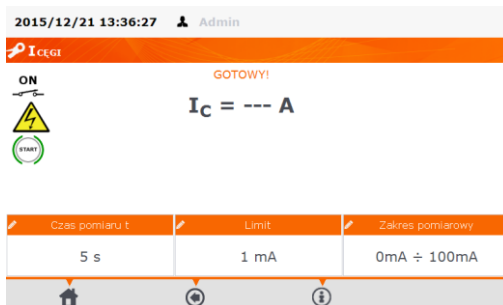 2015/12/21 13:36:27 Admin
ICĘGI
ON
GOTOWY!
IC = --- A
START
Czas pomiaru t Limit Zakres pomiarowy
5 s 1 mA 0mA ÷ 100mA